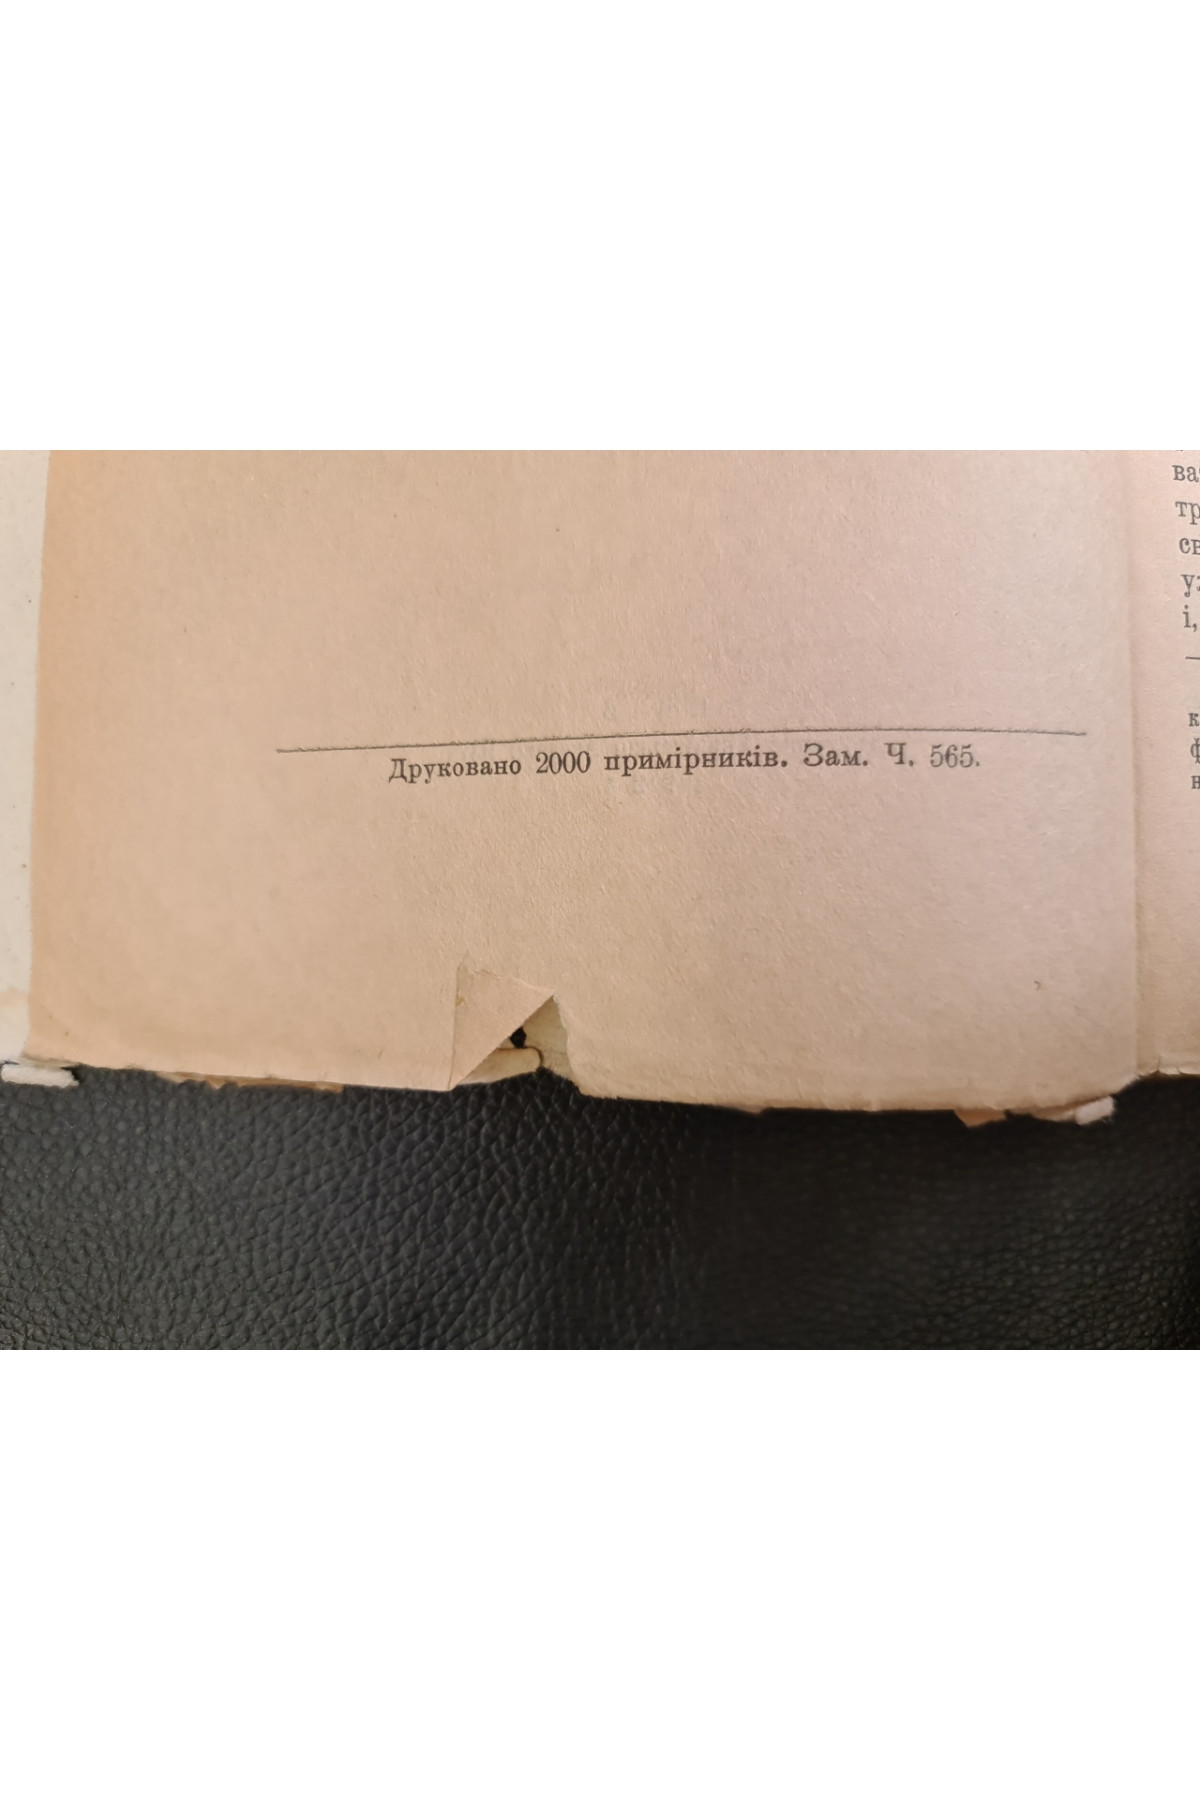 Друковано 2000 примірників. Зам. Ч. 565.